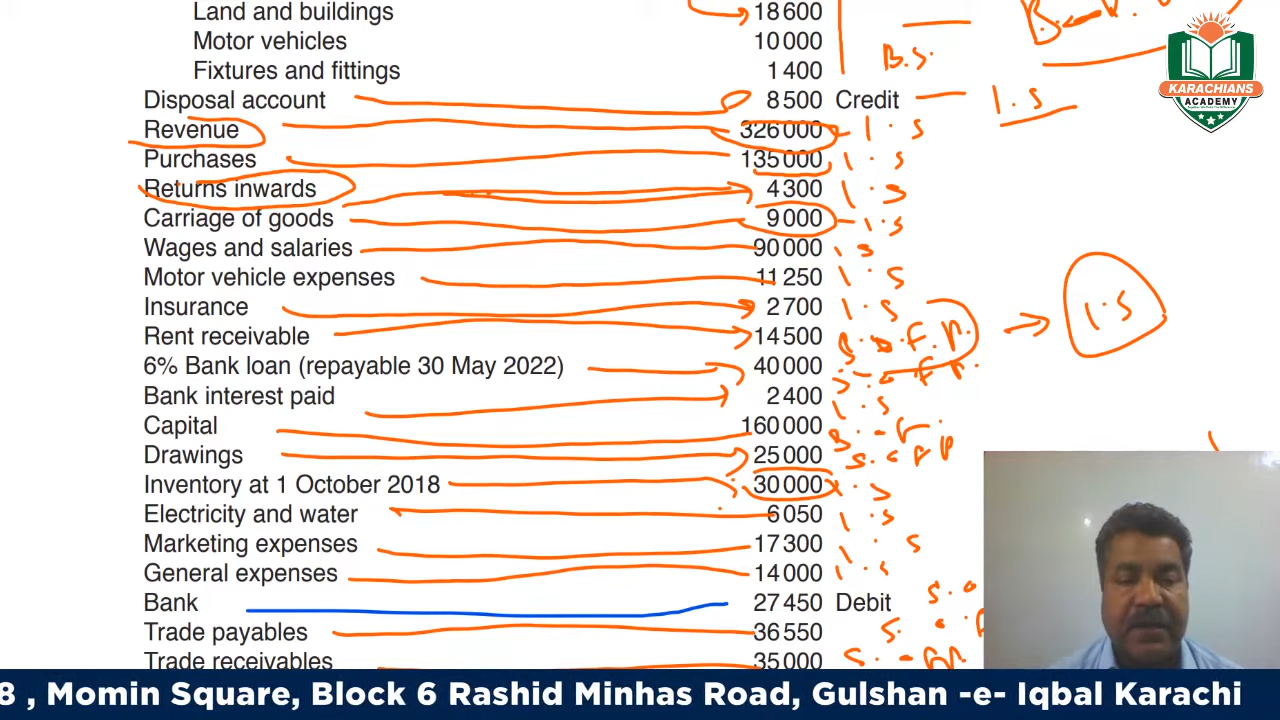 Land and buildings 18 600
B. S.
Motor vehicles 10 000
Fixtures and fittings 1 400
Disposal account 8 500 Credit I.S
Revenue 326 000 I.S
Purchases 135 000 I.S
Returns inwards 4 300 I.S
Carriage of goods 9 000 I.S
Wages and salaries 90 000 I S
Motor vehicle expenses 11 250 I.S
Insurance 2 700 I.S
Rent receivable 14 500 S.O.F.P. I.S
6% Bank loan (repayable 30 May 2022) 40 000 S.O F P.
Bank interest paid 2 400 I.S
Capital 160 000
Drawings 25 000 S.O F P
Inventory at 1 October 2018 30 000 I.S
Electricity and water 6 050 I.S
Marketing expenses 17 300 I.S
General expenses 14 000 I.S
Bank 27 450 Debit S.O
Trade payables 36 550 S.O
Trade receivables 35 000
KARACHIANS
ACADEMY
8 , Momin Square, Block 6 Rashid Minhas Road, Gulshan -e- Iqbal Karachi